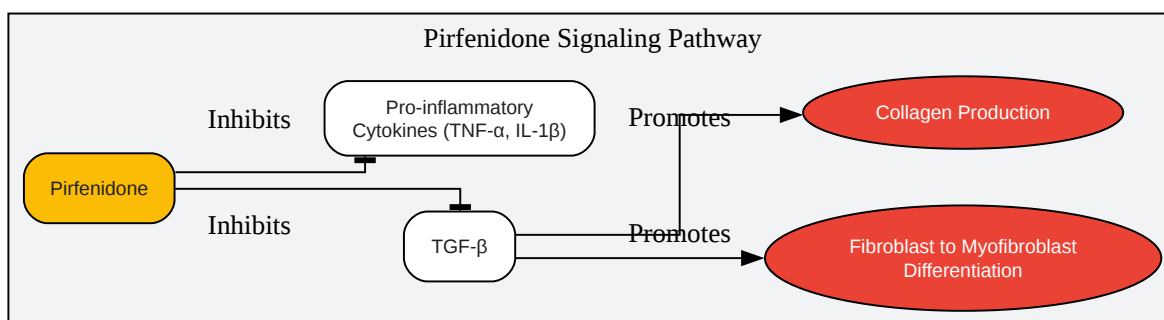 Pirfenidone Signaling Pathway
Inhibits
Pro-inflammatory
Cytokines (TNF-α, IL-1β)
Promotes
Collagen Production
Pirfenidone
Inhibits
TGF-β
Promotes
Fibroblast to Myofibroblast
Differentiation